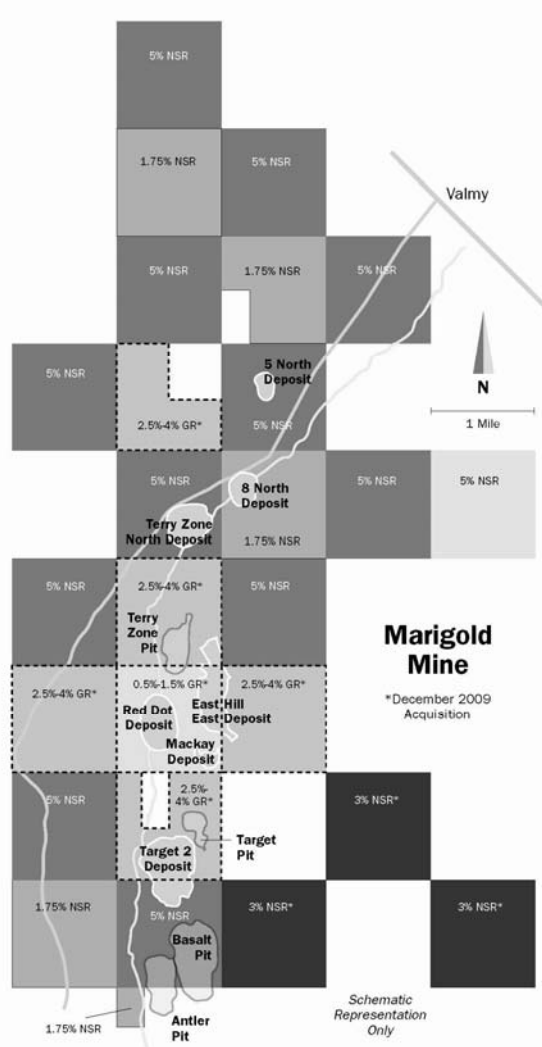 5% NSR
1.75% NSR
5% NSR
Valmy
5% NSR
1.75% NSR
5% NSR
N
1 Mile
5% NSR
2.5%-4% GR*
5 North
Deposit
5% NSR
5% NSR
8 North
Deposit
5% NSR
5% NSR
Terry Zone
North Deposit
1.75% NSR
5% NSR
2.5%-4% GR*
5% NSR
Terry
Zone
Pit
Marigold
Mine
*December 2009
Acquisition
2.5%-4% GR*
0.5%-1.5% GR*
2.5%-4% GR*
Red Dot
Deposit
East Hill
East Deposit
Mackay
Deposit
5% NSR
2.5%-
4% GR*
3% NSR*
Target
Pit
Target 2
Deposit
1.75% NSR
5% NSR
3% NSR*
3% NSR*
Basalt
Pit
1.75% NSR
Antler
Pit
Schematic
Representation
Only